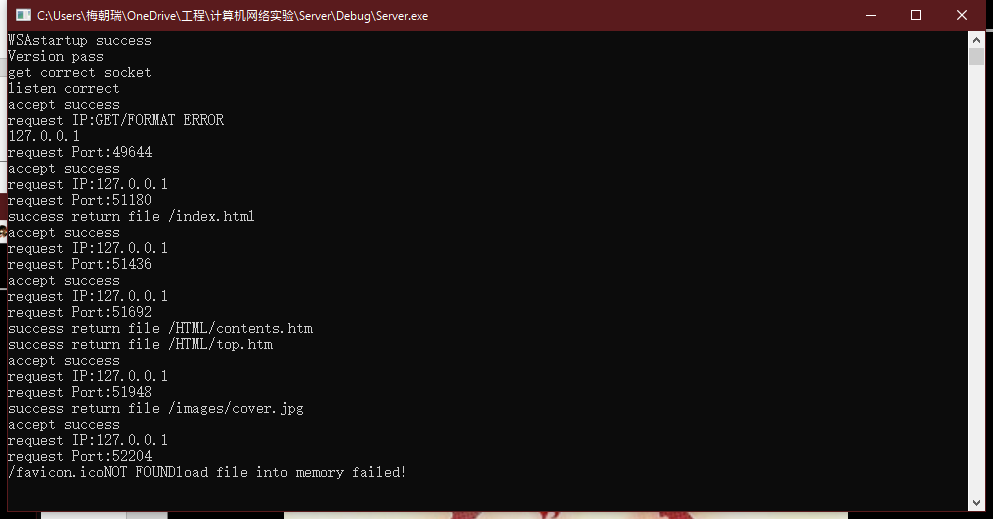 C:\Users\梅朝瑞\OneDrive\工程\计算机网络实验\Server\Debug\Server.exe
WSAstartup success
Version pass
get correct socket
listen correct
accept success
request IP:GET/FORMAT ERROR
127.0.0.1
request Port:49644
accept success
request IP:127.0.0.1
request Port:51180
success return file /index.html
accept success
request IP:127.0.0.1
request Port:51436
accept success
request IP:127.0.0.1
request Port:51692
success return file /HTML/contents.htm
success return file /HTML/top.htm
accept success
request IP:127.0.0.1
request Port:51948
success return file /images/cover.jpg
accept success
request IP:127.0.0.1
request Port:52204
/favicon.icoNOT FOUNDload file into memory failed!